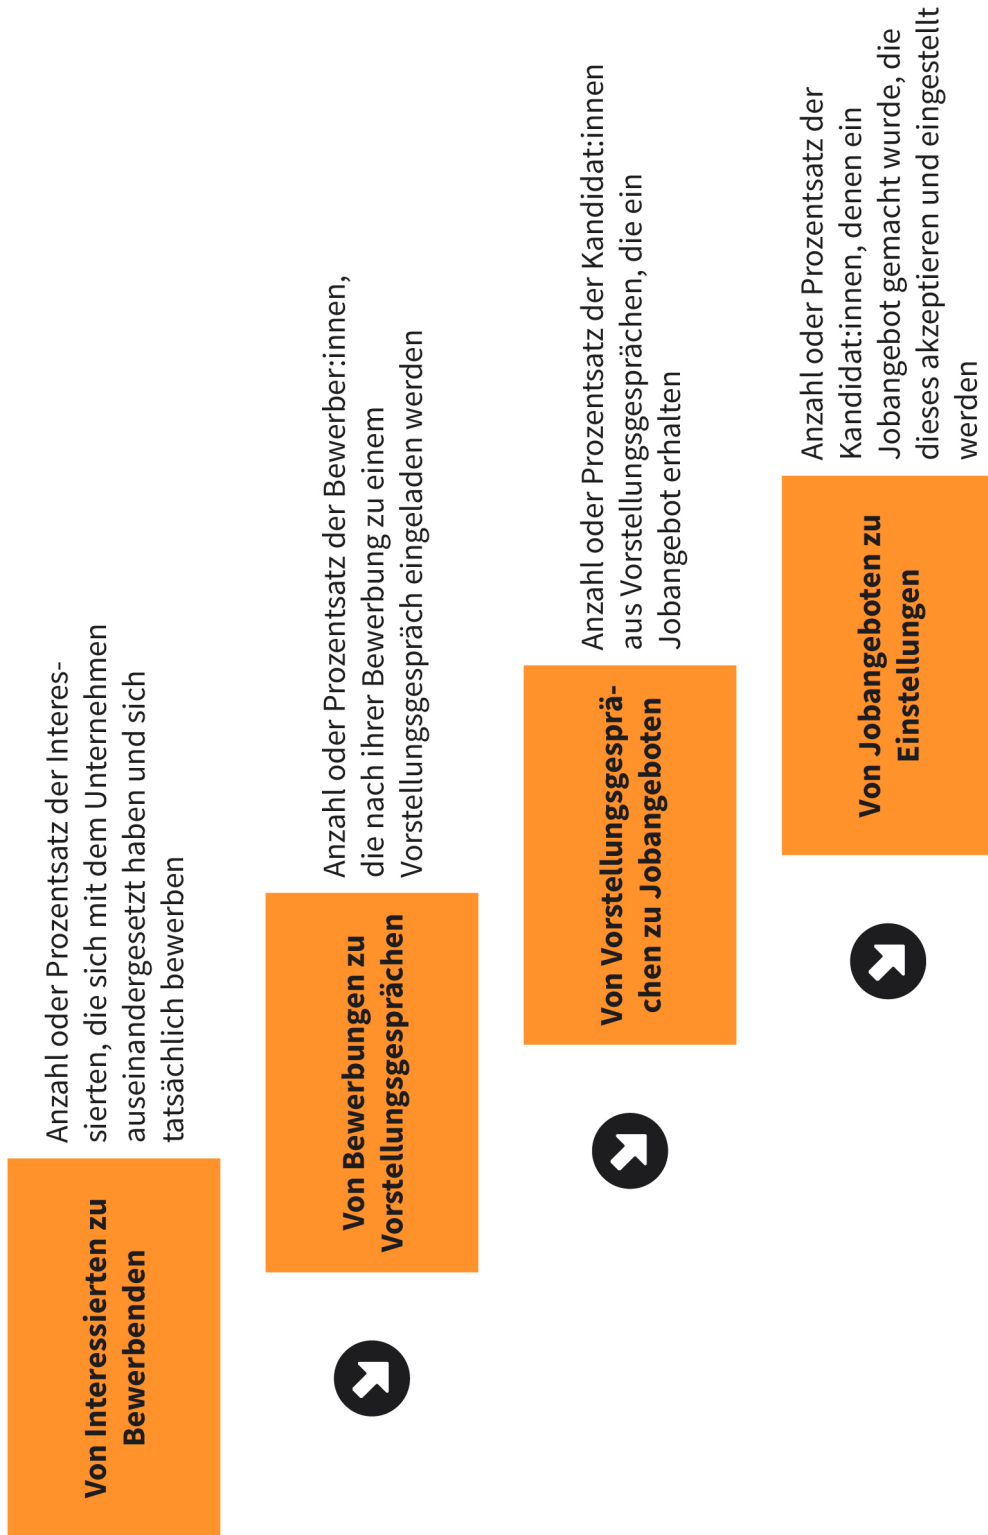 Von Interessierten zu
Bewerbenden
Anzahl oder Prozentsatz der Interes-
sierten, die sich mit dem Unternehmen
auseinandergesetzt haben und sich
tatsächlich bewerben
Von Bewerbungen zu
Vorstellungsgesprächen
Anzahl oder Prozentsatz der Bewerber:innen,
die nach ihrer Bewerbung zu einem
Vorstellungsgespräch eingeladen werden
Von Vorstellungsgesprä-
chen zu Jobangeboten
Anzahl oder Prozentsatz der Kandidat:innen
aus Vorstellungsgesprächen, die ein
Jobangebot erhalten
Von Jobangeboten zu
Einstellungen
Anzahl oder Prozentsatz der
Kandidat:innen, denen ein
Jobangebot gemacht wurde, die
dieses akzeptieren und eingestellt
werden